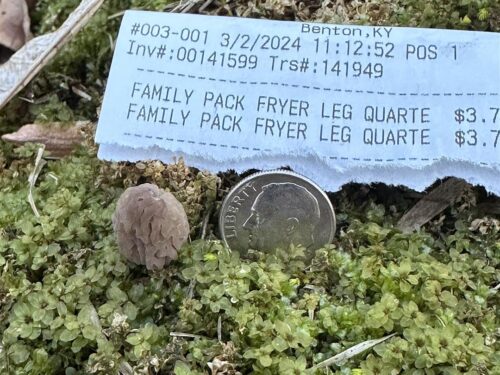 Benton, KY
#003-001 3/2/2024 11:12:52 POS 1
Inv#:00141599 Trs#:141949
FAMILY PACK FRYER LEG QUARTE $3.7
FAMILY PACK FRYER LEG QUARTE $3.7
LIBERTY